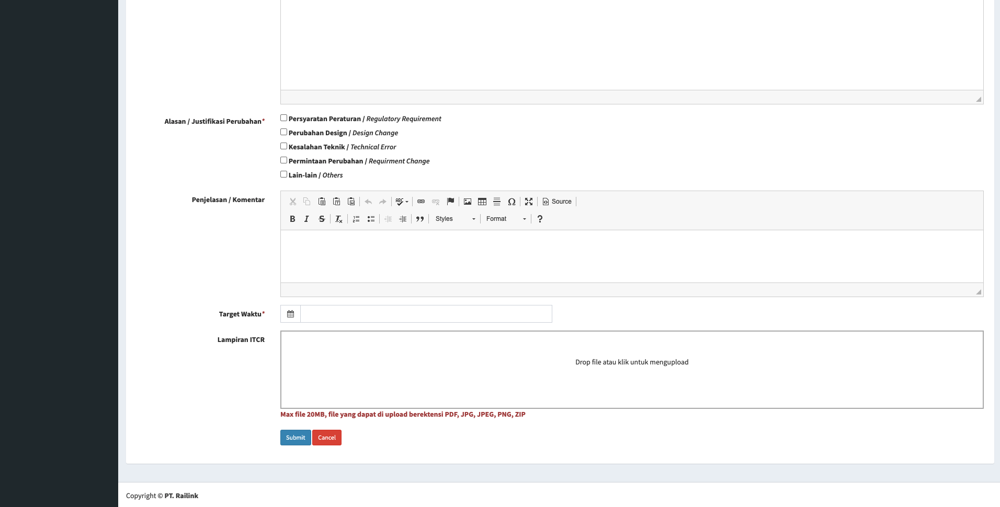 Alasan / Justifikasi Perubahan*
Persyaratan Peraturan / Regulatory Requirement
Perubahan Design / Design Change
Kesalahan Teknik / Technical Error
Permintaan Perubahan / Requirment Change
Lain-lain / Others
Penjelasan / Komentar
ABC
Source
B I S Tx
Styles
Format
?
Target Waktu*
Lampiran ITCR
Drop file atau klik untuk mengupload
Max file 20MB, file yang dapat di upload berektensi PDF, JPG, JPEG, PNG, ZIP
Submit
Cancel
Copyright © PT. Railink